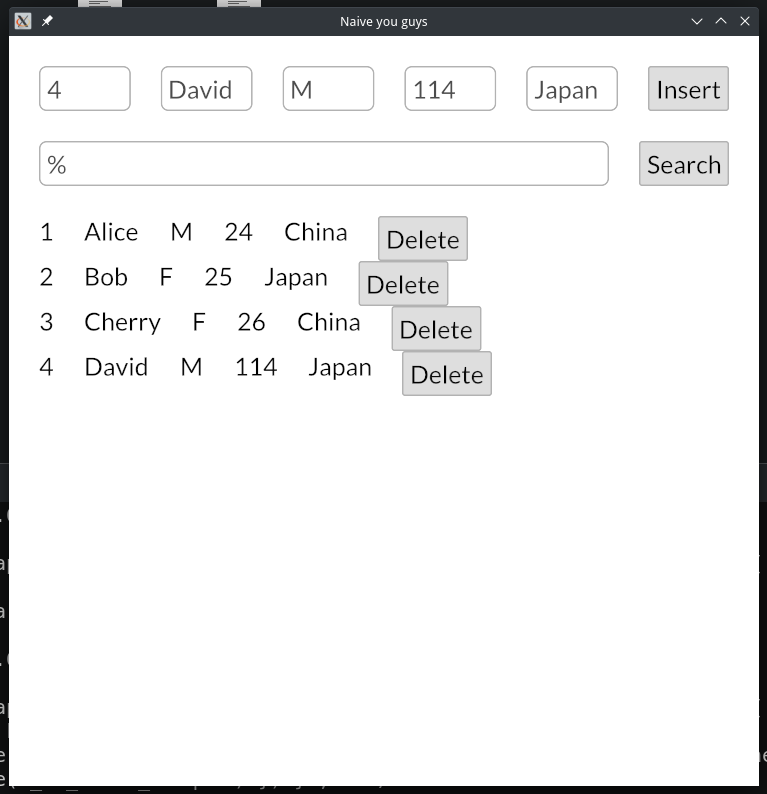 Naive you guys
4 David M 114 Japan Insert
% Search
1 Alice M 24 China Delete
2 Bob F 25 Japan Delete
3 Cherry F 26 China Delete
4 David M 114 Japan Delete